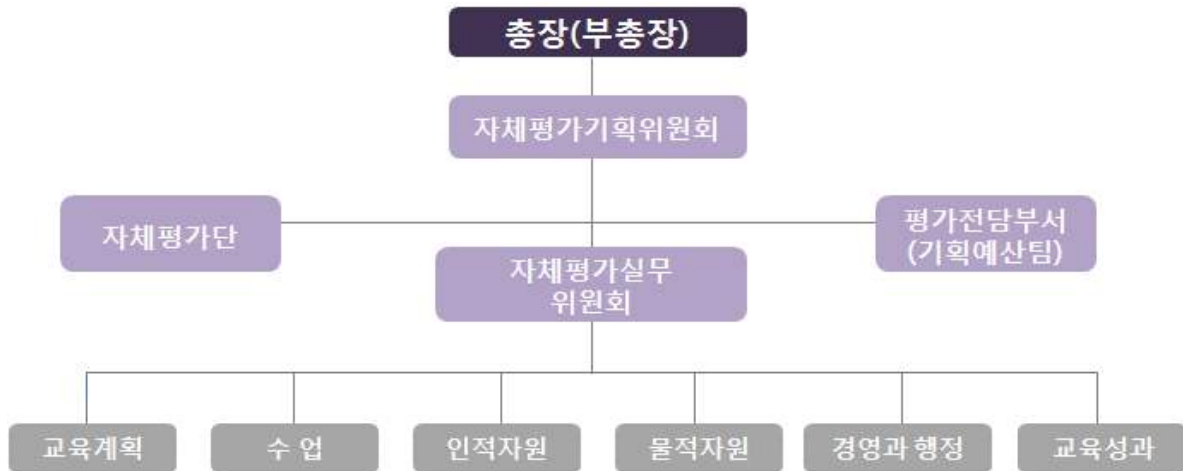 총장(부총장)
자체평가기획위원회
자체평가단
평가전담부서
(기획예산팀)
자체평가실무
위원회
교육계획
수 업
인적자원
물적자원
경영과 행정
교육성과